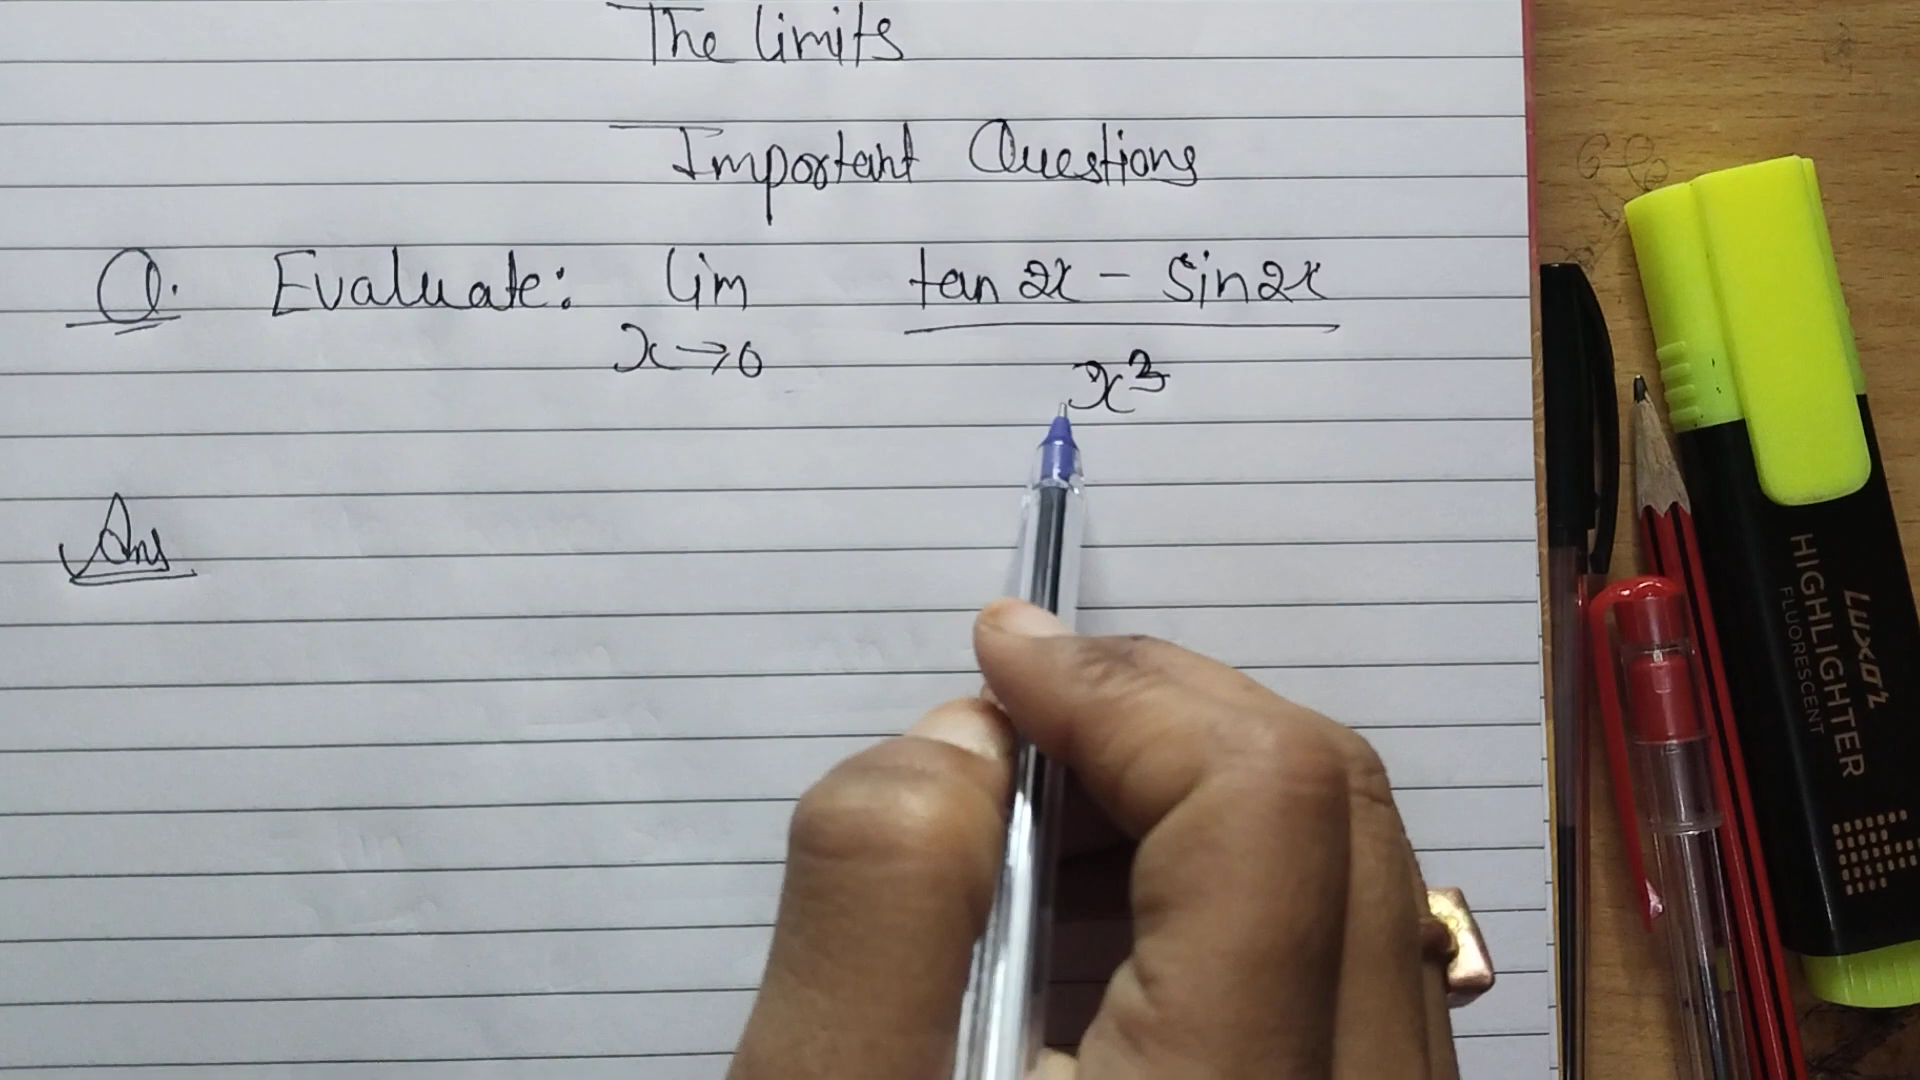 The limits
Important Questions
Q. Evaluate: lim tan 2x - sin 2x
x→0 x³
Ans
LUXOR
HIGHLIGHTER
FLUORESCENT